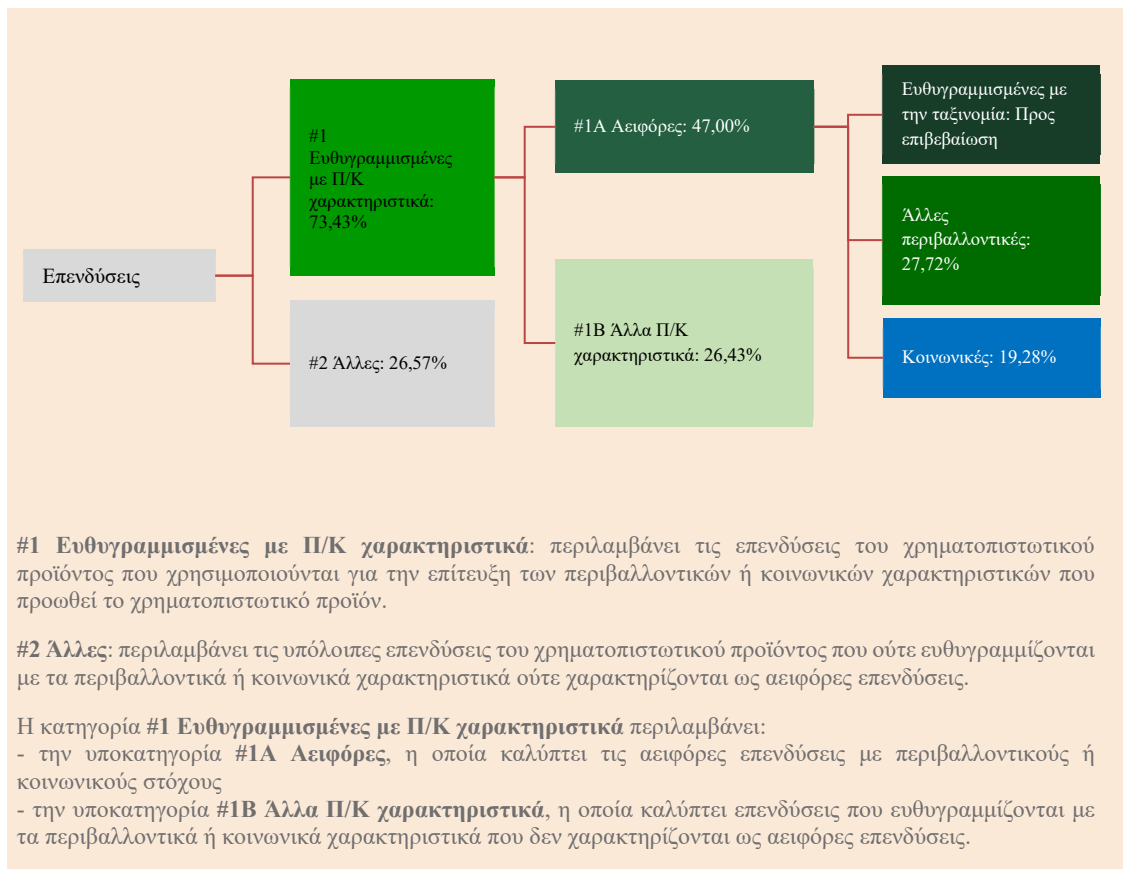 Επενδύσεις
#1
Ευθυγραμμισμένες
με Π/Κ
χαρακτηριστικά:
73,43%
#2 Άλλες: 26,57%
#1Α Αειφόρες: 47,00%
#1Β Άλλα Π/Κ
χαρακτηριστικά: 26,43%
Ευθυγραμμισμένες με
την ταξινομία: Προς
επιβεβαίωση
Άλλες
περιβαλλοντικές:
27,72%
Κοινωνικές: 19,28%
#1 Ευθυγραμμισμένες με Π/Κ χαρακτηριστικά: περιλαμβάνει τις επενδύσεις του χρηματοπιστωτικού
προϊόντος που χρησιμοποιούνται για την επίτευξη των περιβαλλοντικών ή κοινωνικών χαρακτηριστικών που
προωθεί το χρηματοπιστωτικό προϊόν.
#2 Άλλες: περιλαμβάνει τις υπόλοιπες επενδύσεις του χρηματοπιστωτικού προϊόντος που ούτε ευθυγραμμίζονται
με τα περιβαλλοντικά ή κοινωνικά χαρακτηριστικά ούτε χαρακτηρίζονται ως αειφόρες επενδύσεις.
Η κατηγορία #1 Ευθυγραμμισμένες με Π/Κ χαρακτηριστικά περιλαμβάνει:
- την υποκατηγορία #1Α Αειφόρες, η οποία καλύπτει τις αειφόρες επενδύσεις με περιβαλλοντικούς ή
κοινωνικούς στόχους
- την υποκατηγορία #1Β Άλλα Π/Κ χαρακτηριστικά, η οποία καλύπτει επενδύσεις που ευθυγραμμίζονται με
τα περιβαλλοντικά ή κοινωνικά χαρακτηριστικά που δεν χαρακτηρίζονται ως αειφόρες επενδύσεις.